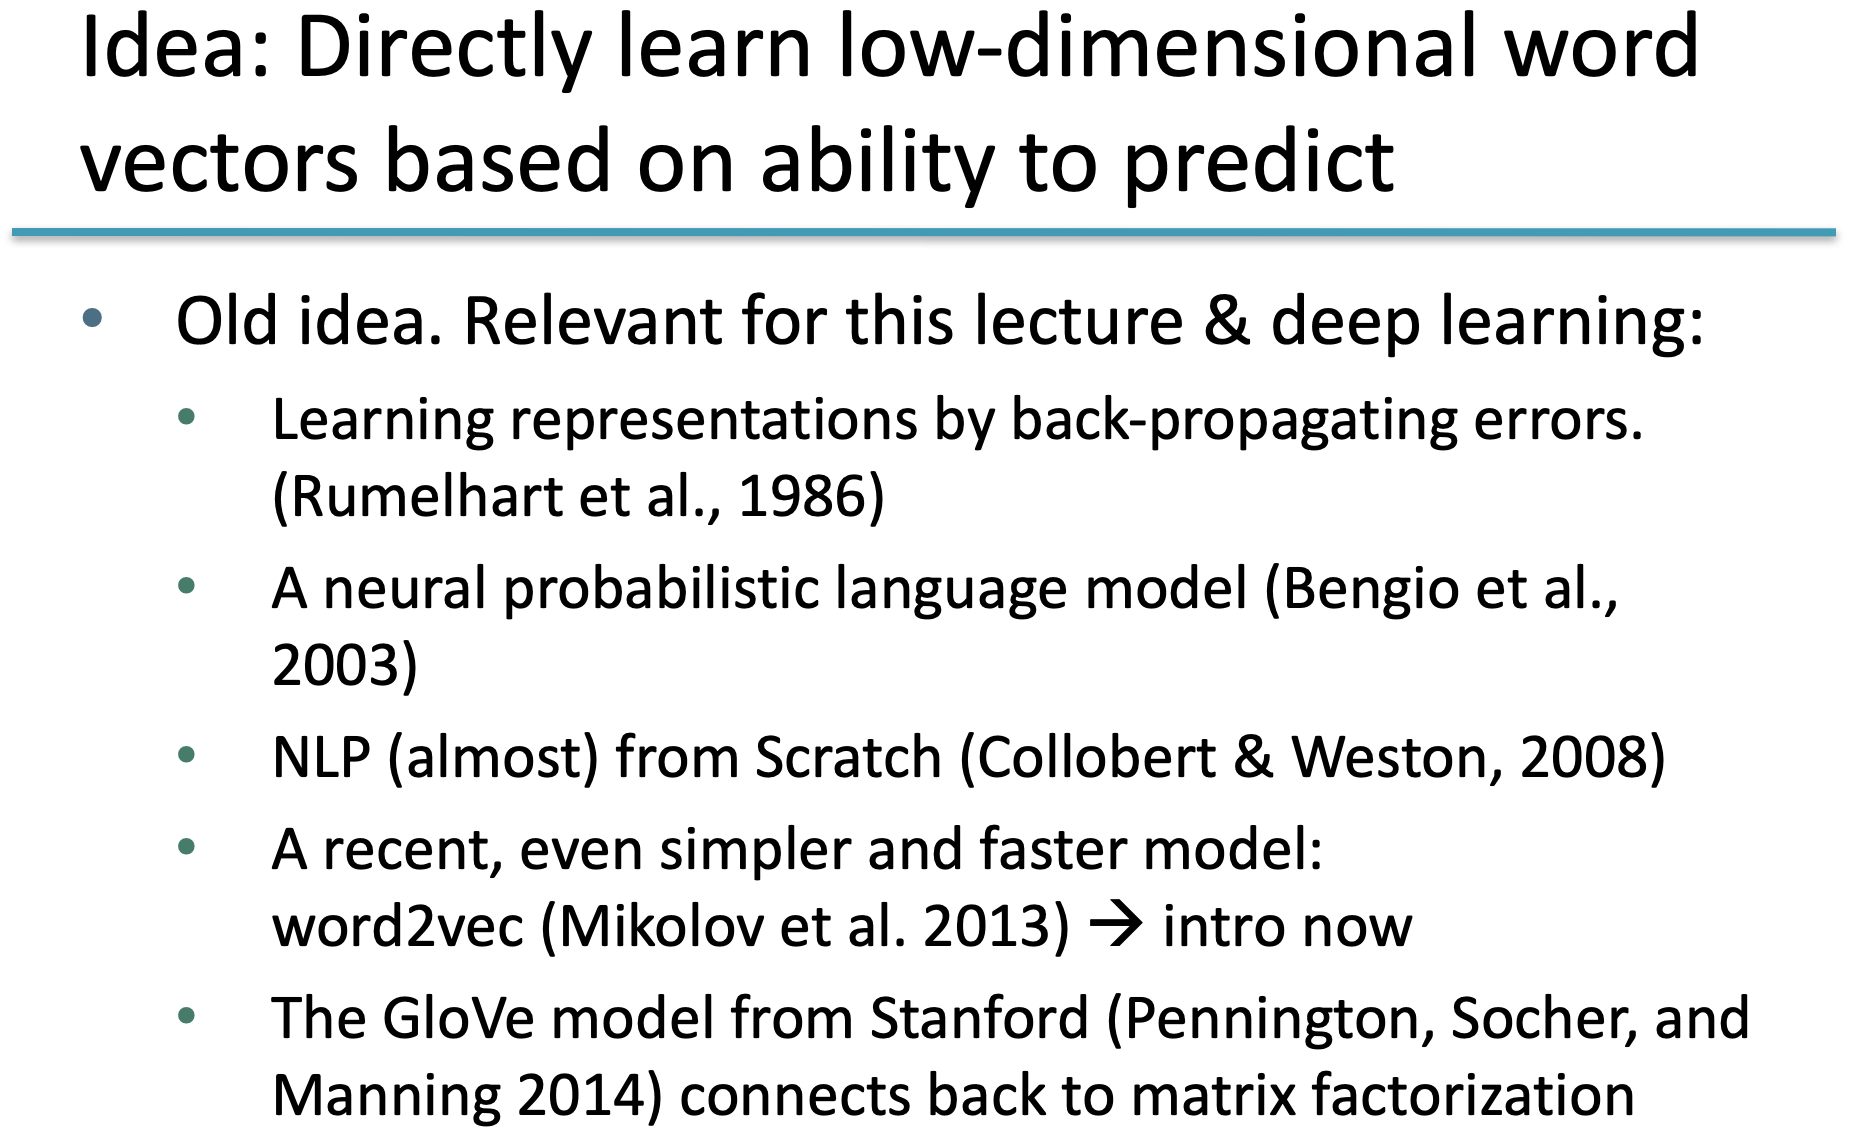 Idea: Directly learn low-dimensional word
vectors based on ability to predict
• Old idea. Relevant for this lecture & deep learning:
• Learning representations by back-propagating errors.
(Rumelhart et al., 1986)
• A neural probabilistic language model (Bengio et al.,
2003)
• NLP (almost) from Scratch (Collobert & Weston, 2008)
• A recent, even simpler and faster model:
word2vec (Mikolov et al. 2013) → intro now
• The GloVe model from Stanford (Pennington, Socher, and
Manning 2014) connects back to matrix factorization